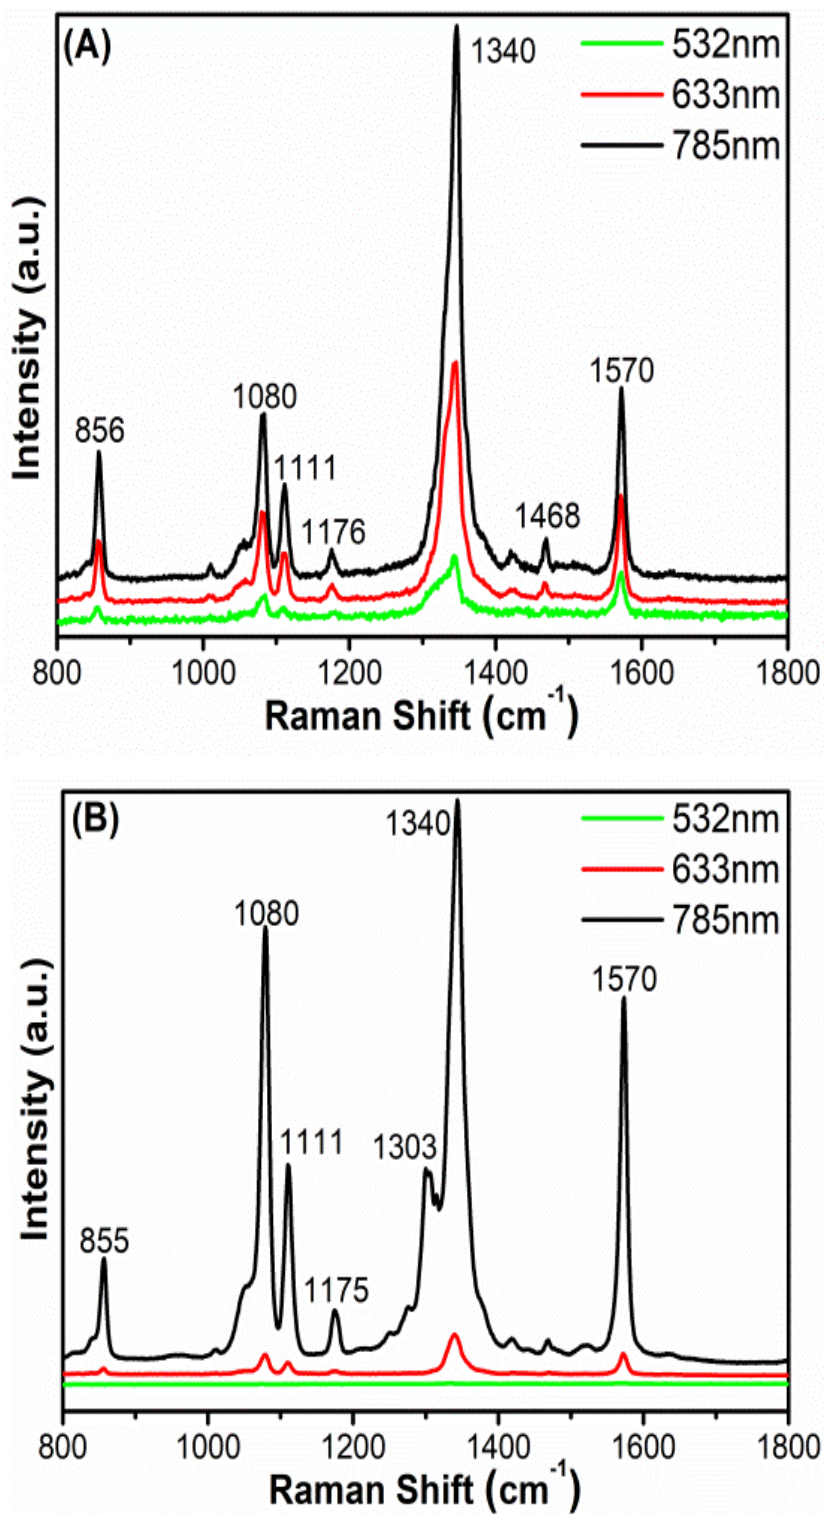 (A)
1340
532nm
633nm
785nm
1570
1080
856
1111
1468
1176
Intensity (a.u.)
800 1000 1200 1400 1600 1800
Raman Shift (cm⁻¹)
(B)
1340
532nm
633nm
785nm
1080
1570
1111
1303
855
1175
Intensity (a.u.)
800 1000 1200 1400 1600 1800
Raman Shift (cm⁻¹)